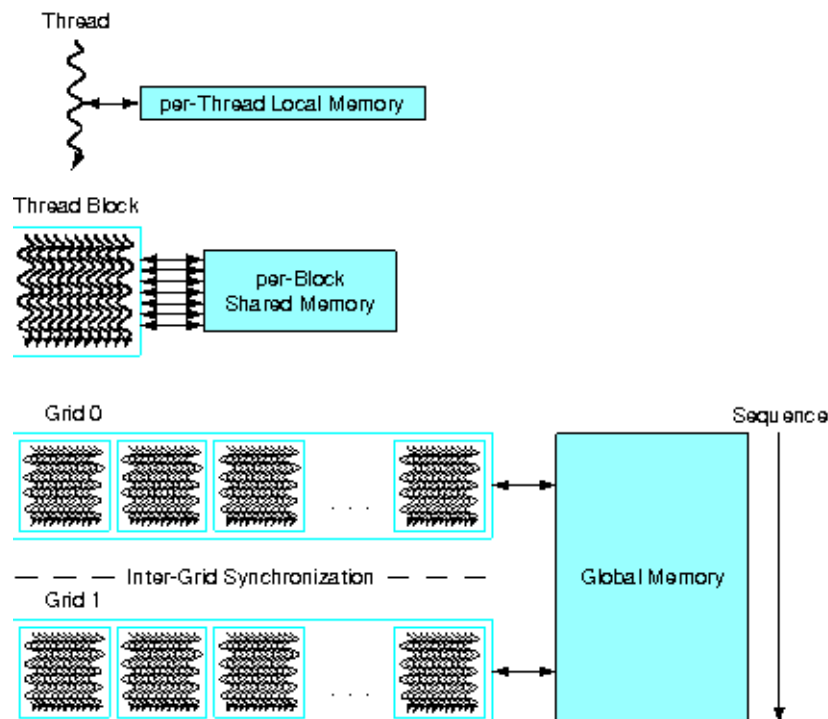 Thread
per-Thread Local Memory
Thread Block
per-Block
Shared Memory
Grid 0
Sequence
. . .
Inter-Grid Synchronization
Global Memory
Grid 1
. . .